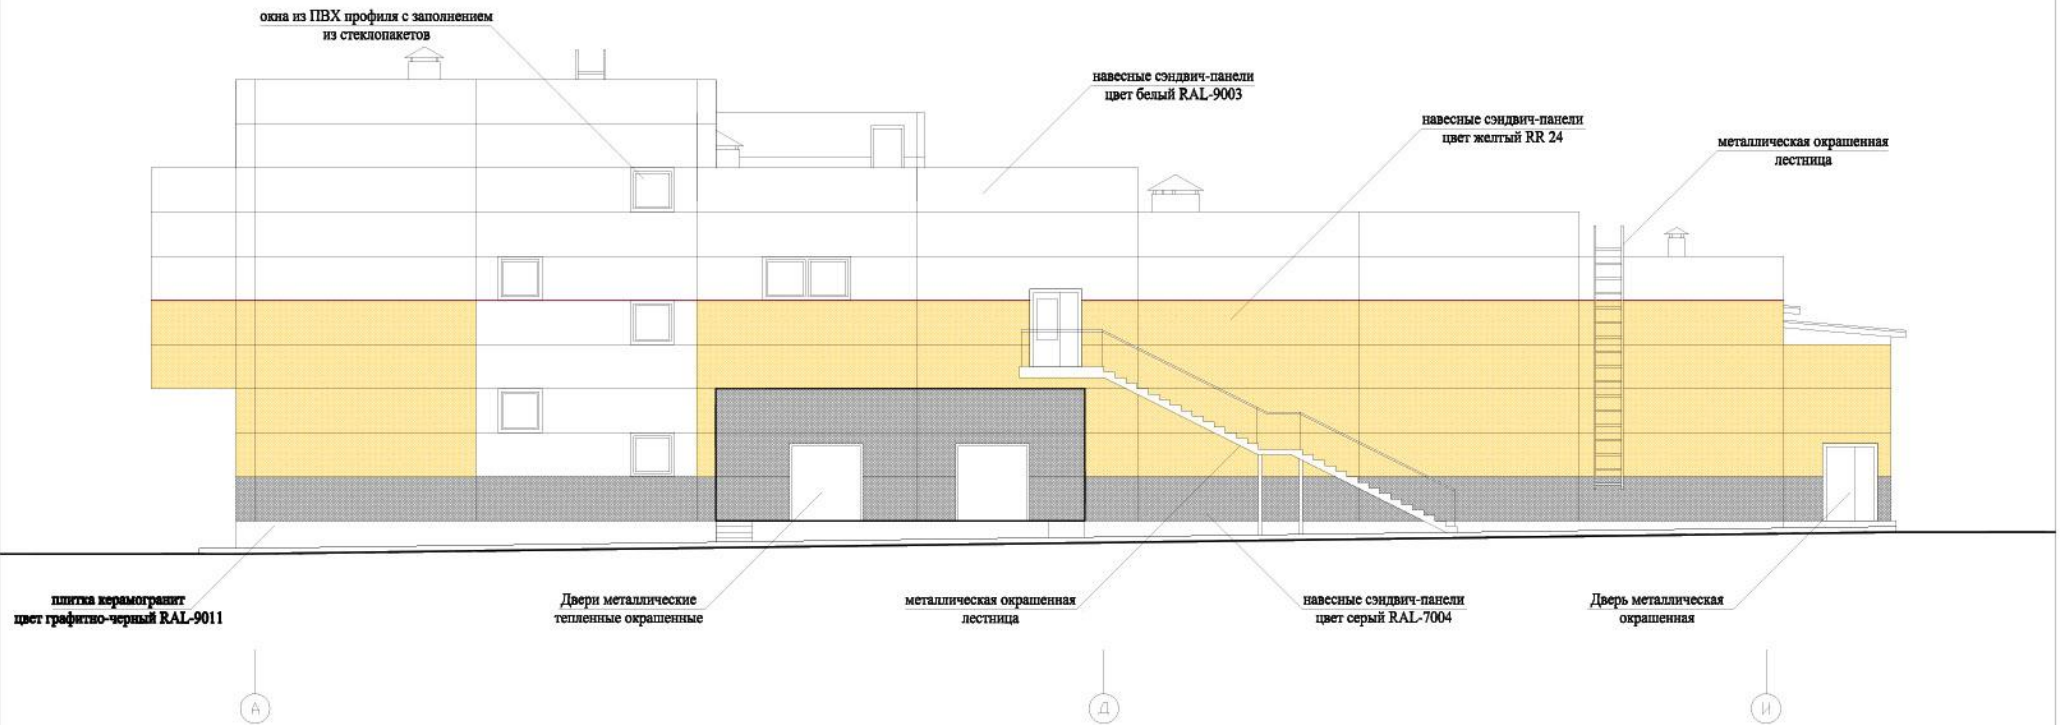 окна из ПВХ профиля с заполнением
из стеклопакетов
навесные сэндвич-панели
цвет белый RAL-9003
навесные сэндвич-панели
цвет желтый RR 24
металлическая окрашенная
лестница
плитка керамогранит
цвет графитно-черный RAL-9011
Двери металлические
тепленные окрашенные
металлическая окрашенная
лестница
навесные сэндвич-панели
цвет серый RAL-7004
Дверь металлическая
окрашенная
А
Д
И